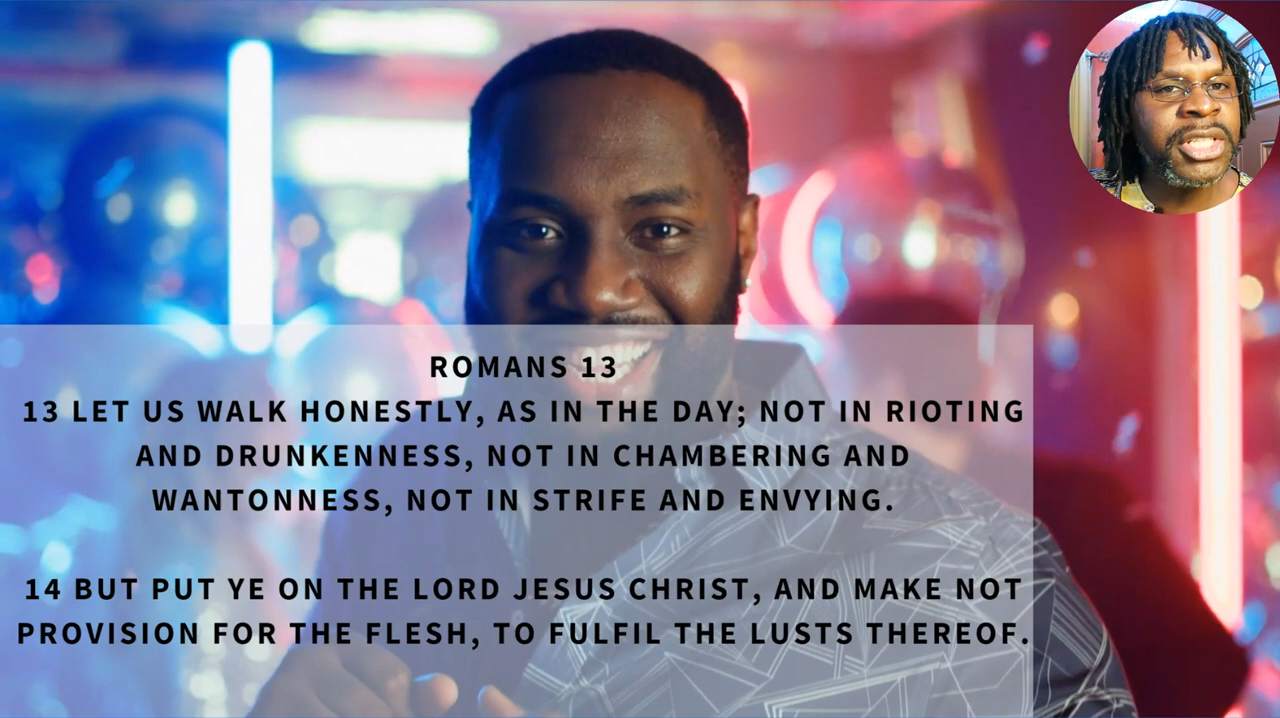 ROMANS 13
13 LET US WALK HONESTLY, AS IN THE DAY; NOT IN RIOTING
AND DRUNKENNESS, NOT IN CHAMBERING AND
WANTONNESS, NOT IN STRIFE AND ENVYING.
14 BUT PUT YE ON THE LORD JESUS CHRIST, AND MAKE NOT
PROVISION FOR THE FLESH, TO FULFIL THE LUSTS THEREOF.